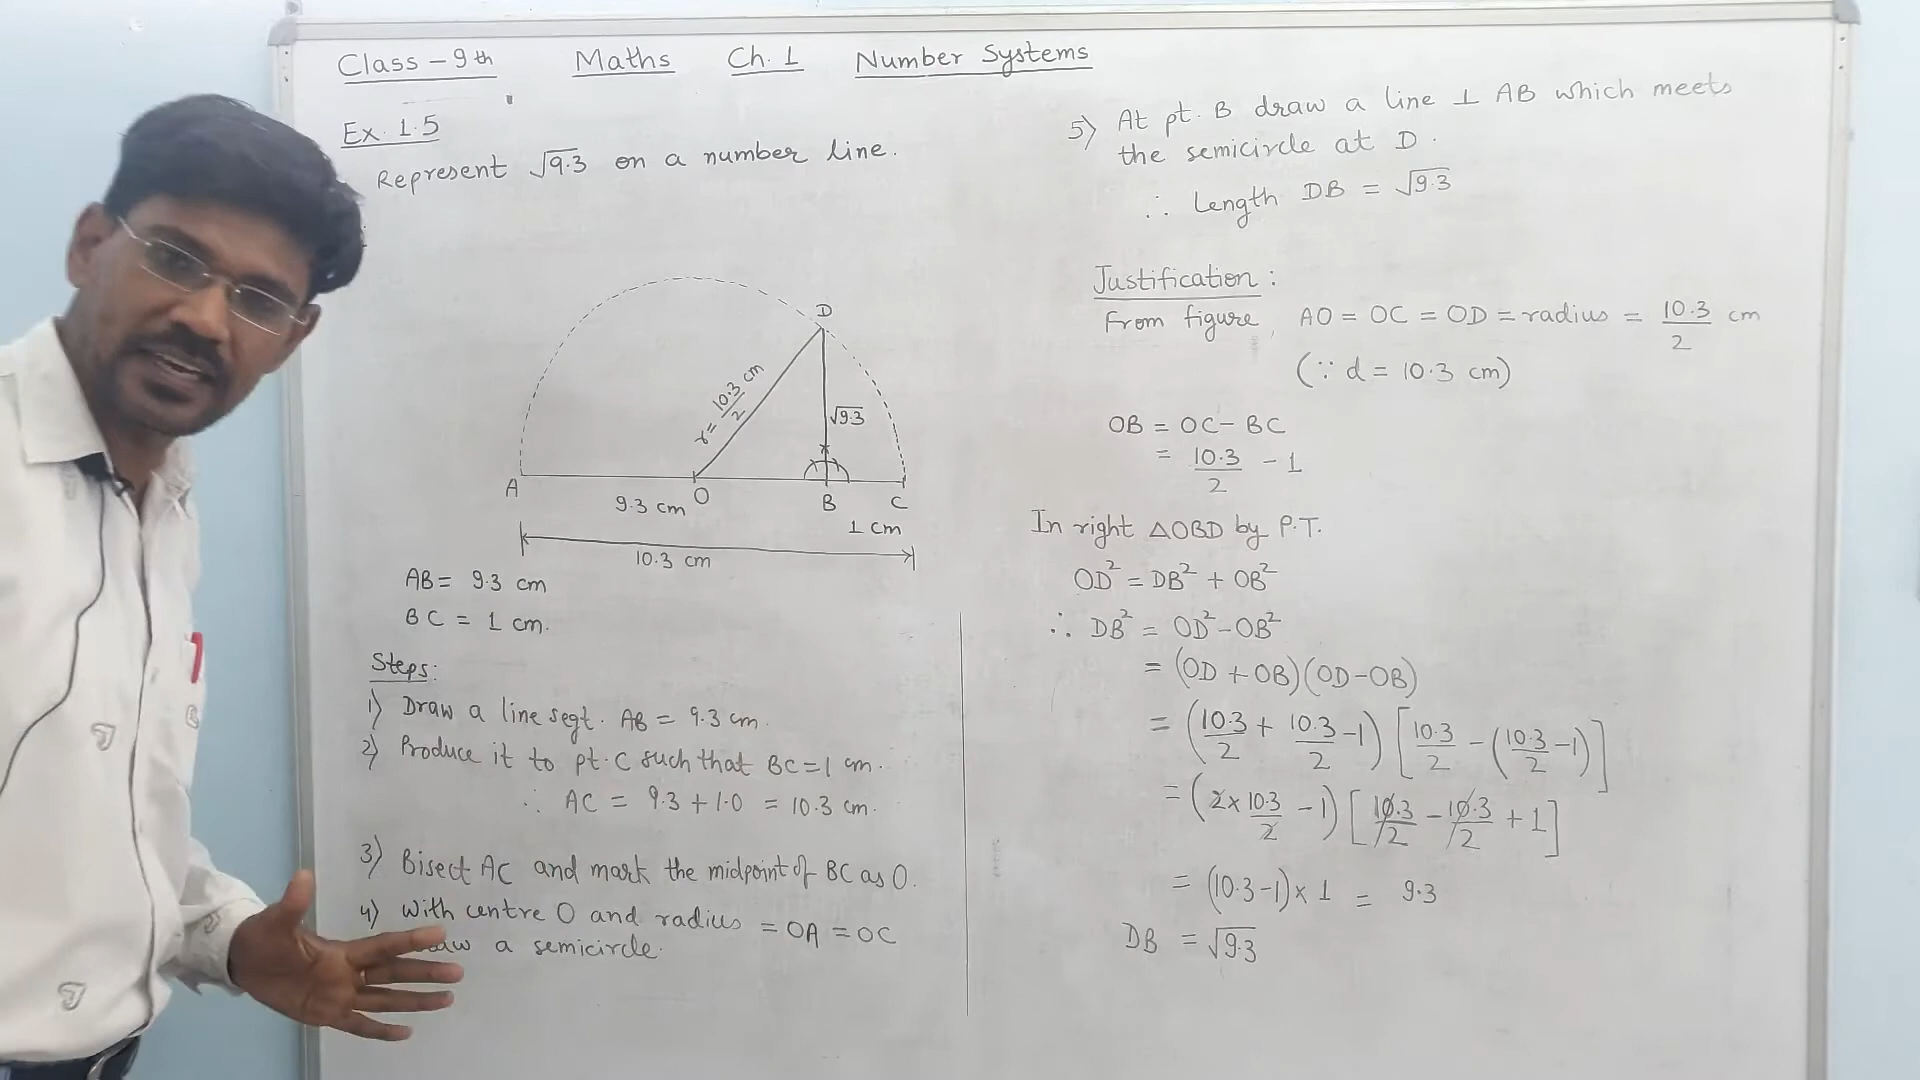 Class - 9th Maths Ch. 1 Number Systems
Ex. 1.5
Represent √9.3 on a number line.
D
r = 10.3/2 cm
√9.3
A
O
B
C
9.3 cm
1 cm
10.3 cm
AB = 9.3 cm
BC = 1 cm.
Steps:
1) Draw a line segt. AB = 9.3 cm.
2) Produce it to pt. C such that BC = 1 cm.
∴ AC = 9.3 + 1.0 = 10.3 cm.
3) Bisect AC and mark the midpoint of BC as O.
4) With centre O and radius = OA = OC
a semicircle.
5) At pt. B draw a line ⊥ AB which meets
the semicircle at D.
∴ Length DB = √9.3
Justification :
From figure, AO = OC = OD = radius = 10.3/2 cm
(∵ d = 10.3 cm)
OB = OC - BC
= 10.3/2 - 1
In right △OBD by P.T.
OD² = DB² + OB²
∴ DB² = OD² - OB²
= (OD + OB)(OD - OB)
= (10.3/2 + 10.3/2 - 1) [10.3/2 - (10.3/2 - 1)]
= (2 × 10.3/2 - 1) [10.3/2 - 10.3/2 + 1]
= (10.3 - 1) × 1 = 9.3
DB = √9.3